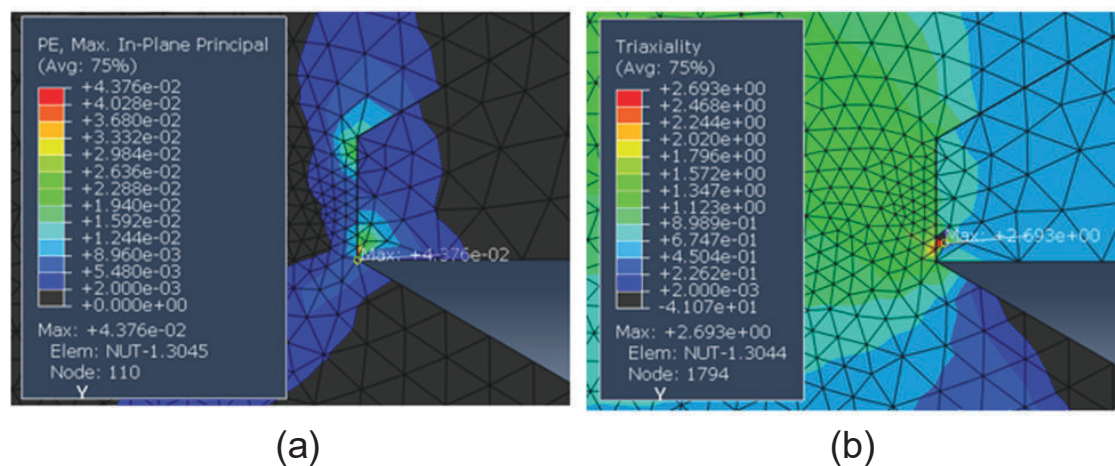 PE, Max. In-Plane Principal
(Avg: 75%)
+4.376e-02
+4.028e-02
+3.680e-02
+3.332e-02
+2.984e-02
+2.636e-02
+2.288e-02
+1.940e-02
+1.592e-02
+1.244e-02
+8.960e-03
+5.480e-03
+2.000e-03
+0.000e+00
Max: +4.376e-02
Elem: NUT-1.3045
Node: 110
Y
Max: +4.376e-02
(a)
Triaxiality
(Avg: 75%)
+2.693e+00
+2.468e+00
+2.244e+00
+2.020e+00
+1.796e+00
+1.572e+00
+1.347e+00
+1.123e+00
+8.989e-01
+6.747e-01
+4.504e-01
+2.262e-01
+2.000e-03
-4.107e+01
Max: +2.693e+00
Elem: NUT-1.3044
Node: 1794
Y
Max: +2.693e+00
(b)